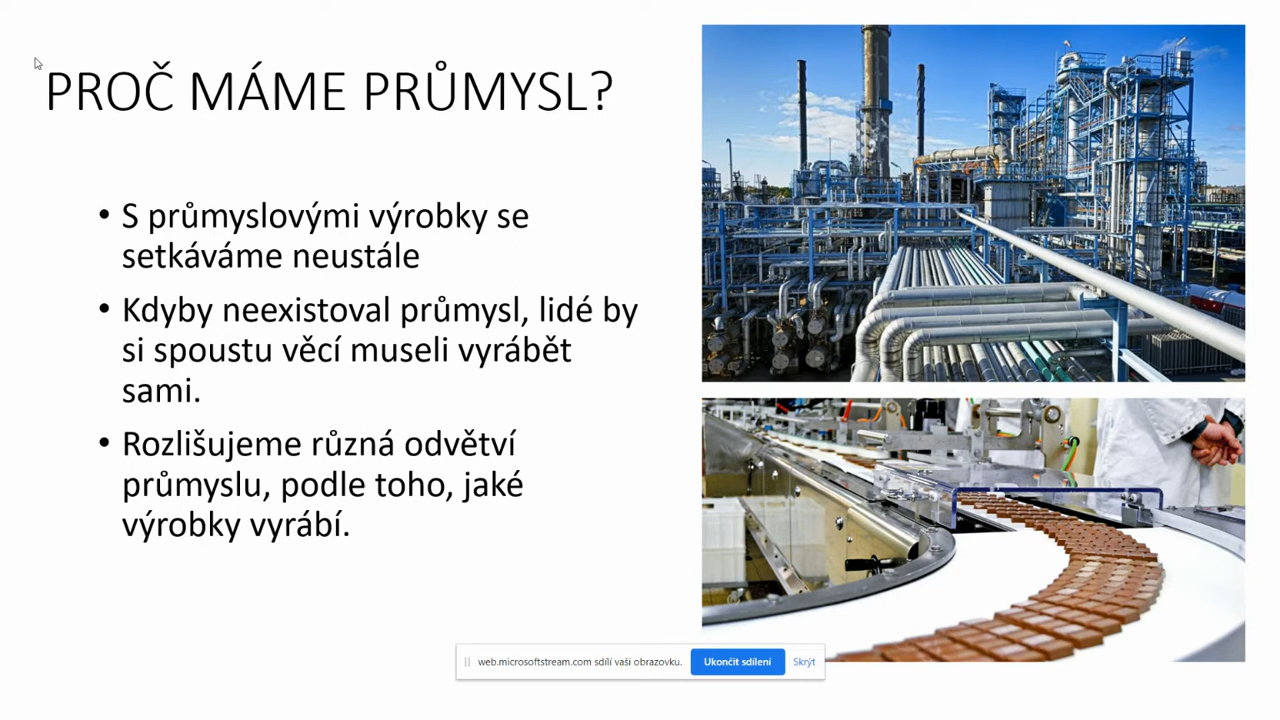 PROČ MÁME PRŮMYSL?
• S průmyslovými výrobky se
setkáváme neustále
• Kdyby neexistoval průmysl, lidé by
si spoustu věcí museli vyrábět
sami.
• Rozlišujeme různá odvětví
průmyslu, podle toho, jaké
výrobky vyrábí.
web.microsoftstream.com sdílí vaši obrazovku. Ukončit sdílení Skrýt